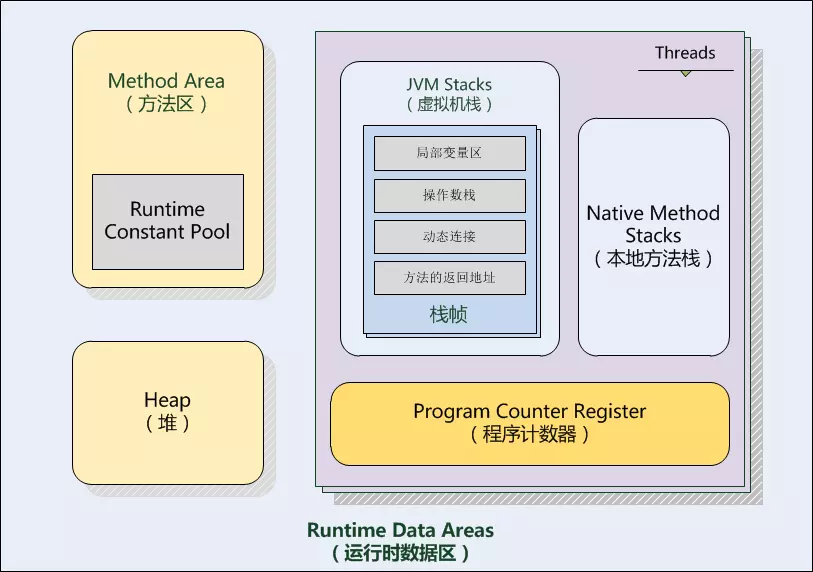 Method Area
（方法区）
Runtime
Constant Pool
Heap
（堆）
Threads
JVM Stacks
（虚拟机栈）
局部变量区
操作数栈
动态连接
方法的返回地址
栈帧
Native Method
Stacks
（本地方法栈）
Program Counter Register
（程序计数器）
Runtime Data Areas
（运行时数据区）